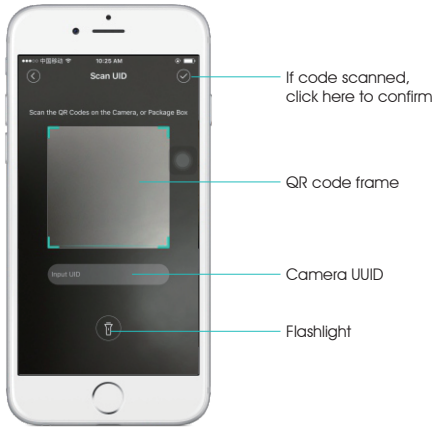 中国移动
10:25 AM
Scan UID
If code scanned,
click here to confirm
Scan the QR Codes on the Camera, or Package Box
QR code frame
Input UID
Camera UUID
Flashlight